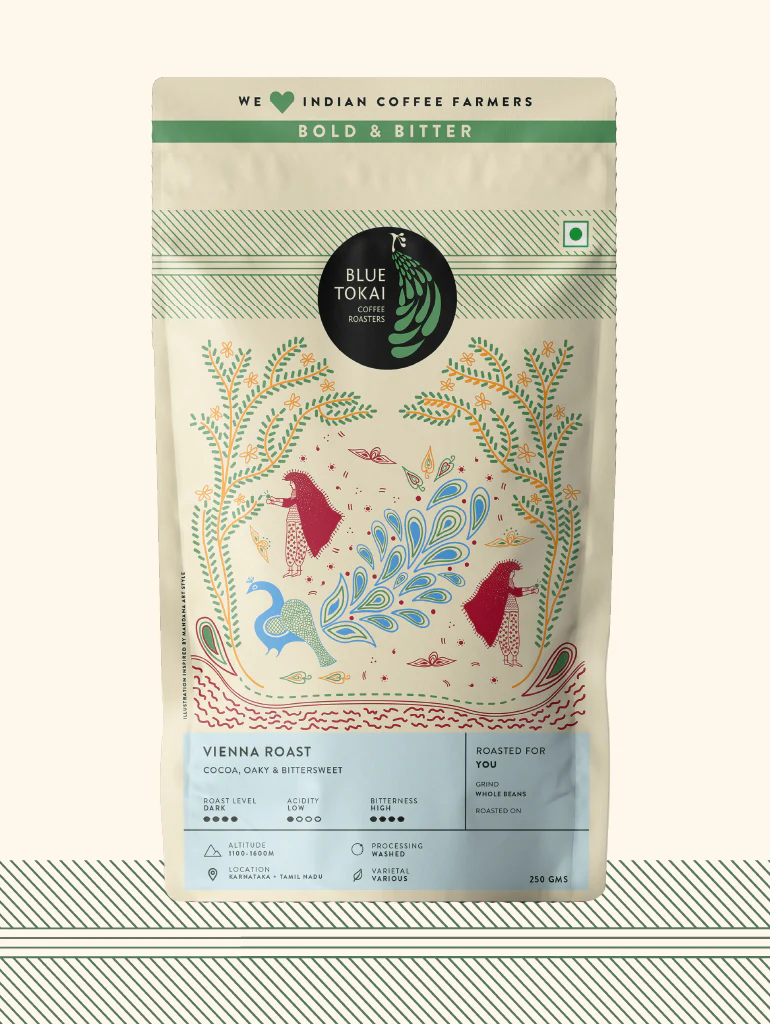 WE INDIAN COFFEE FARMERS
BOLD & BITTER
BLUE
TOKAI
COFFEE
ROASTERS
ILLUSTRATION INSPIRED BY MANDANA ART STYLE
VIENNA ROAST
COCOA, OAKY & BITTERSWEET
ROAST LEVEL
DARK
ACIDITY
LOW
BITTERNESS
HIGH
ROASTED FOR
YOU
GRIND
WHOLE BEANS
ROASTED ON
ALTITUDE
1100-1600M
PROCESSING
WASHED
LOCATION
KARNATAKA • TAMIL NADU
VARIETAL
VARIOUS
250 GMS